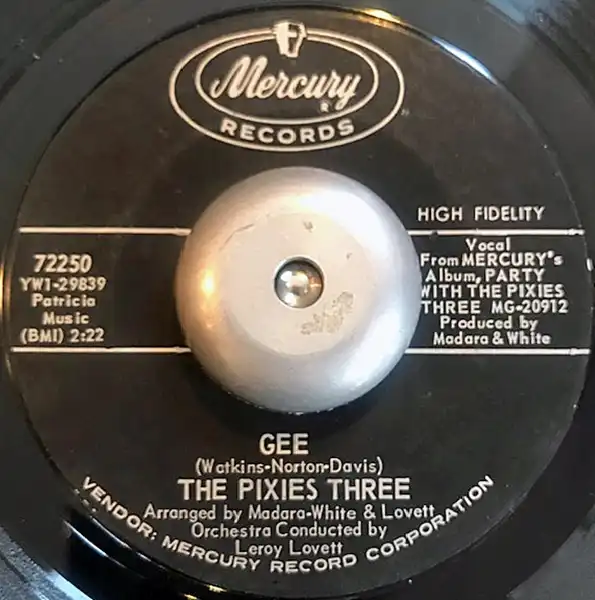 Mercury
R
RECORDS
HIGH FIDELITY
72250
YW1-29839
Patricia
Music
(BMI) 2:22
Vocal
From MERCURY's
Album, PARTY
WITH THE PIXIES
THREE MG-20912
Produced by
Madara & White
GEE
(Watkins-Norton-Davis)
THE PIXIES THREE
Arranged by Madara-White & Lovett
Orchestra Conducted by
Leroy Lovett
VENDOR: MERCURY RECORD CORPORATION